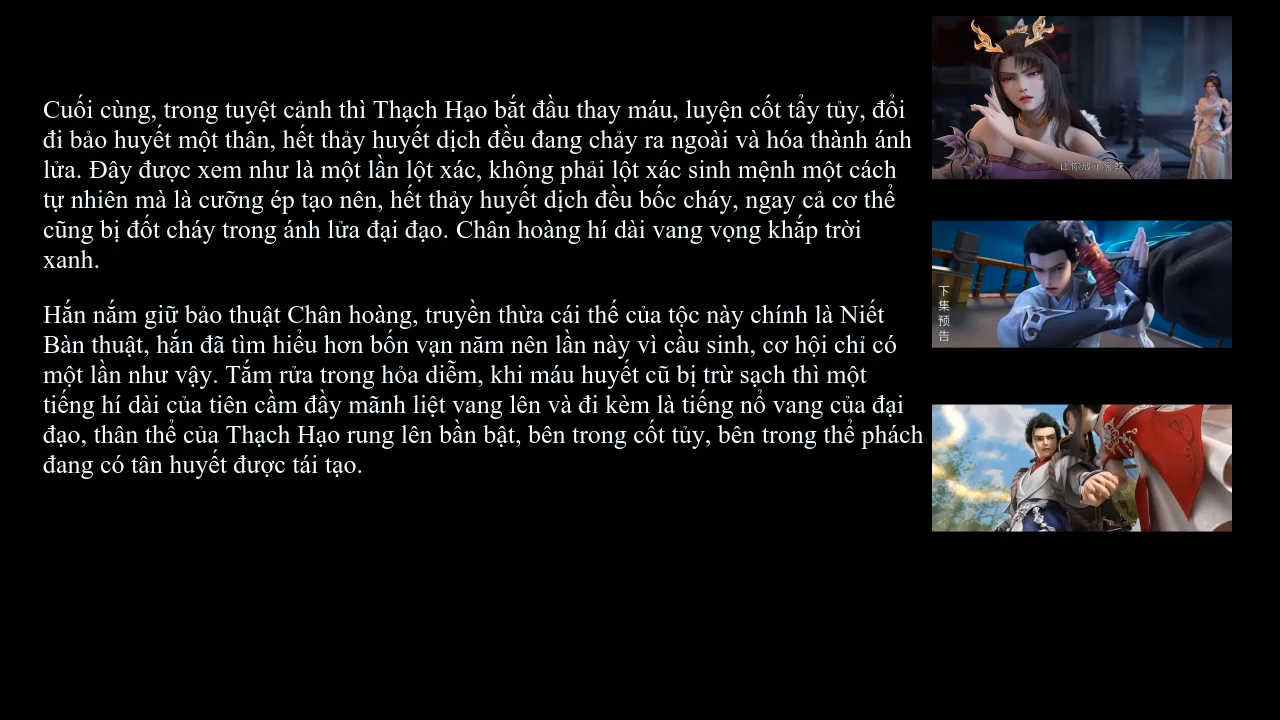 Cuối cùng, trong tuyệt cảnh thì Thạch Hạo bắt đầu thay máu, luyện cốt tẩy tủy, đổi
đi bảo huyết một thân, hết thảy huyết dịch đều đang chảy ra ngoài và hóa thành ánh
lửa. Đây được xem như là một lần lột xác, không phải lột xác sinh mệnh một cách
tự nhiên mà là cưỡng ép tạo nên, hết thảy huyết dịch đều bốc cháy, ngay cả cơ thể
cũng bị đốt cháy trong ánh lửa đại đạo. Chân hoàng hí dài vang vọng khắp trời
xanh.
Hắn nắm giữ bảo thuật Chân hoàng, truyền thừa cái thế của tộc này chính là Niết
Bàn thuật, hắn đã tìm hiểu hơn bốn vạn năm nên lần này vì cầu sinh, cơ hội chỉ có
một lần như vậy. Tắm rửa trong hỏa diễm, khi máu huyết cũ bị trừ sạch thì một
tiếng hí dài của tiên cầm đầy mãnh liệt vang lên và đi kèm là tiếng nổ vang của đại
đạo, thân thể của Thạch Hạo rung lên bần bật, bên trong cốt tủy, bên trong thể phách
đang có tân huyết được tái tạo.
让你放了
下集预告